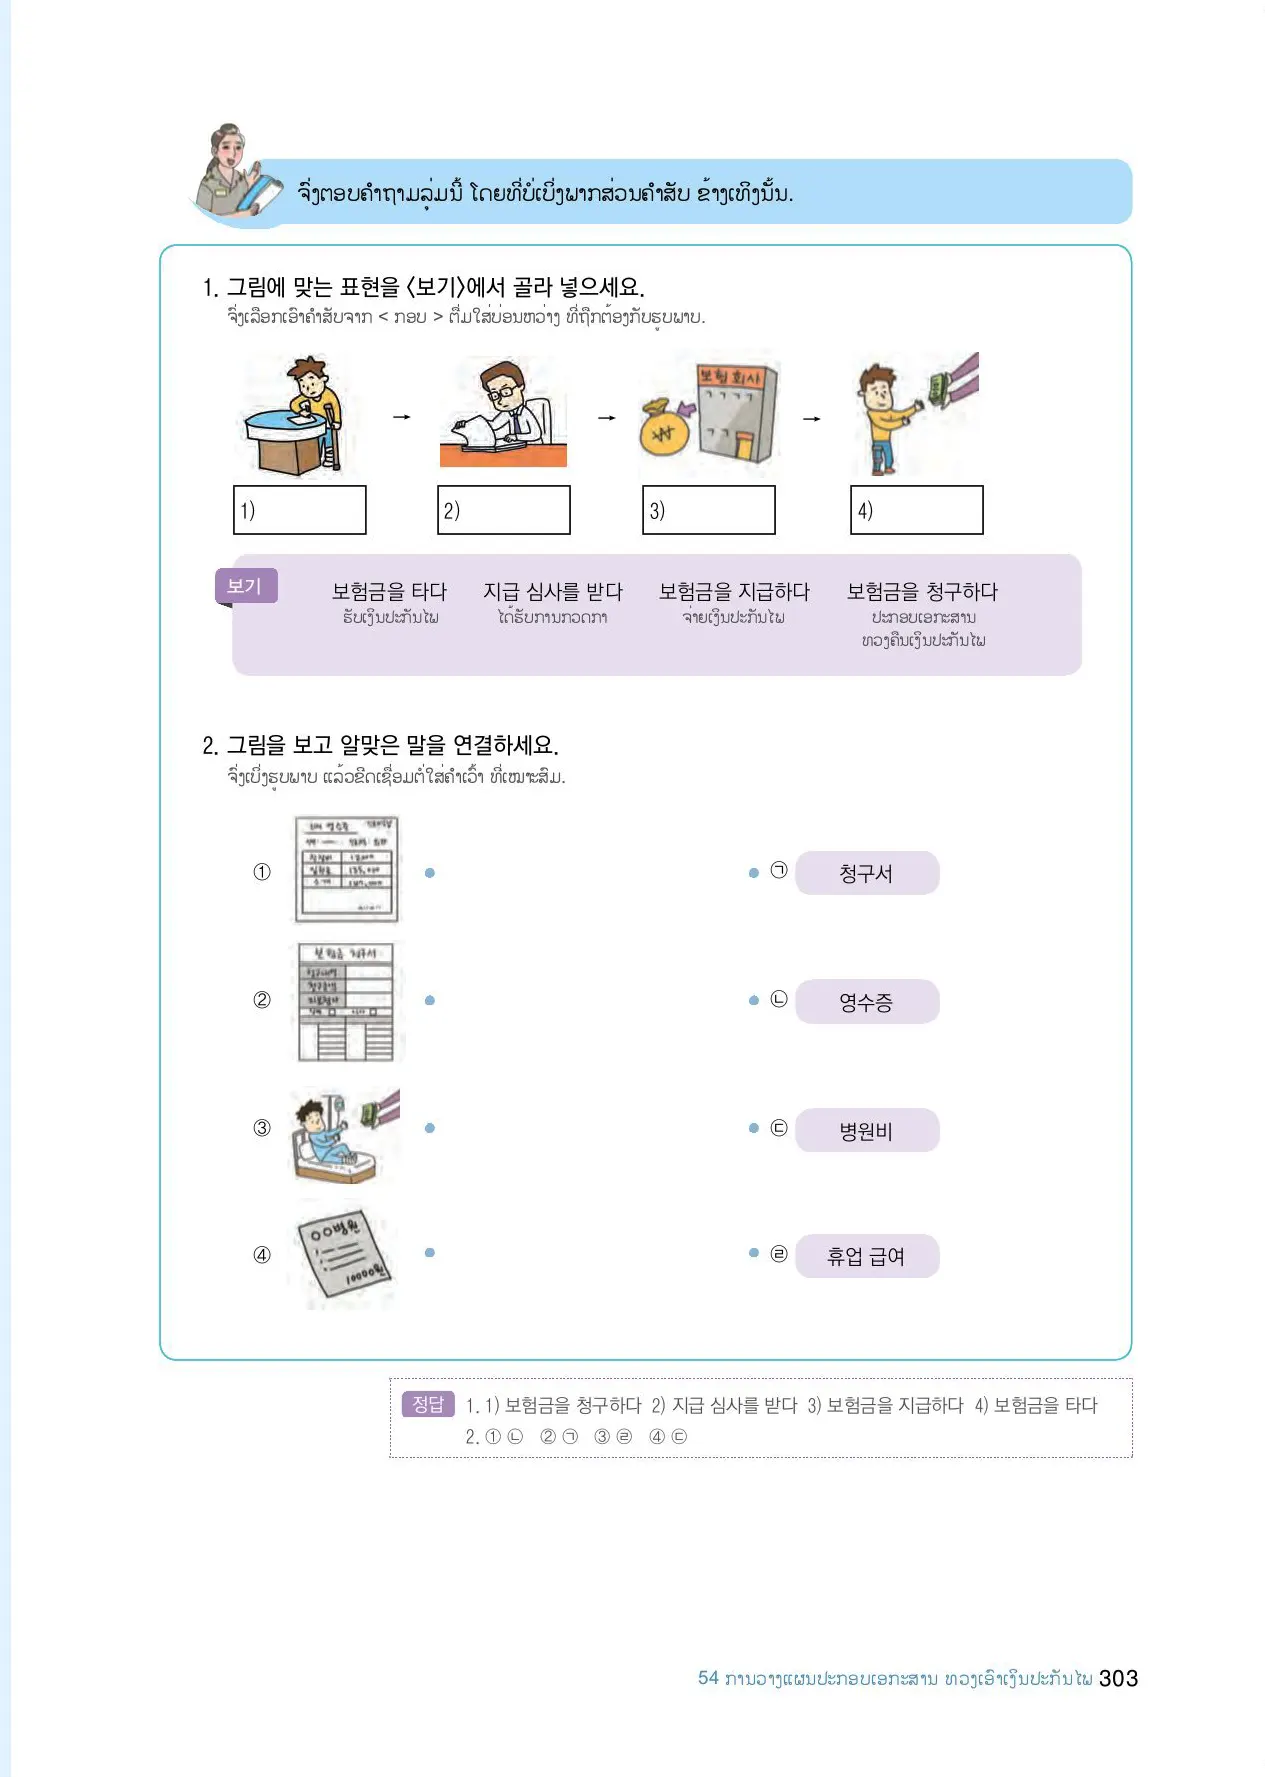 ຈົ່ງຕອບຄຳຖາມລຸ່ມນີ້ ໂດຍທີ່ບໍ່ເບິ່ງພາກສ່ວນຄຳສັບ ຂ້າງເທິງນັ້ນ.
1. 그림에 맞는 표현을 〈보기〉에서 골라 넣으세요.
ຈົ່ງເລືອກເອົາຄຳສັບຈາກ < ກອບ > ຕື່ມໃສ່ບ່ອນຫວ່າງ ທີ່ຖືກຕ້ອງກັບຮູບພາບ.
보험 회사
→ → →
1) 2) 3) 4)
보기
보험금을 타다 지급 심사를 받다 보험금을 지급하다 보험금을 청구하다
ຮັບເງິນປະກັນໄພ ໄດ້ຮັບການກວດກາ ຈ່າຍເງິນປະກັນໄພ ປະກອບເອກະສານ
ທວງຄືນເງິນປະກັນໄພ
2. 그림을 보고 알맞은 말을 연결하세요.
ຈົ່ງເບິ່ງຮູບພາບ ແລ້ວຂີດເຊື່ອມຕໍ່ໃສ່ຄຳເວົ້າ ທີ່ເໝາະສົມ.
영수증
① • • ㉠ 청구서
보험금 청구서
② • • ㉡ 영수증
③ • • ㉢ 병원비
○○병원
10000원
④ • • ㉣ 휴업 급여
정답 1. 1) 보험금을 청구하다 2) 지급 심사를 받다 3) 보험금을 지급하다 4) 보험금을 타다
2. ① ㉡ ② ㉠ ③ ㉣ ④ ㉢
54 ການວາງແຜນປະກອບເອກະສານ ທວງເອົາເງິນປະກັນໄພ 303